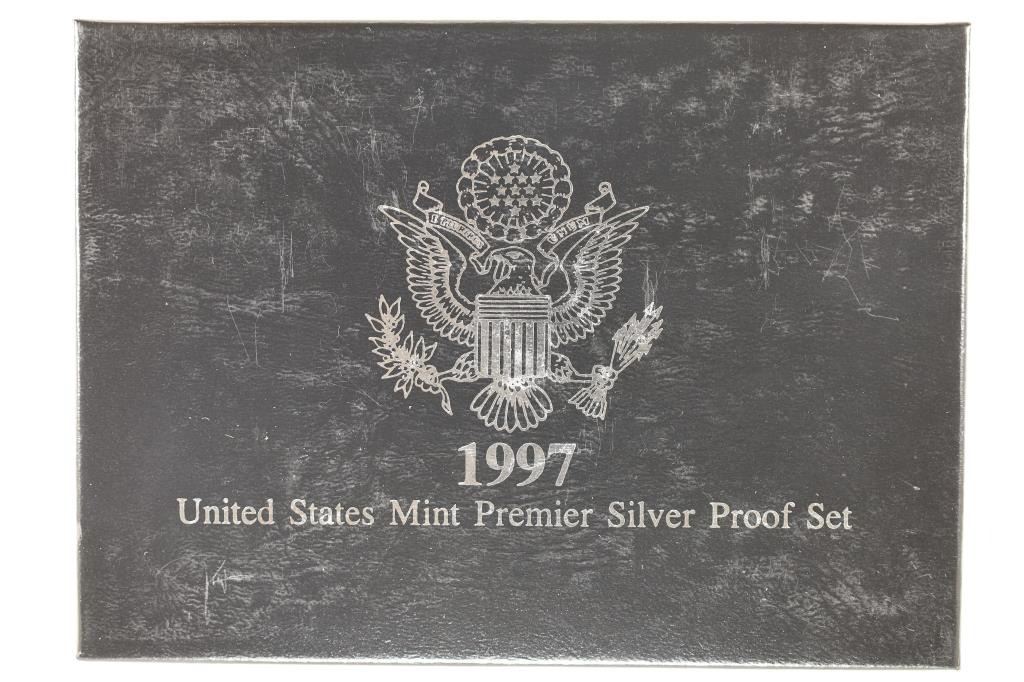 1997
United States Mint Premier Silver Proof Set